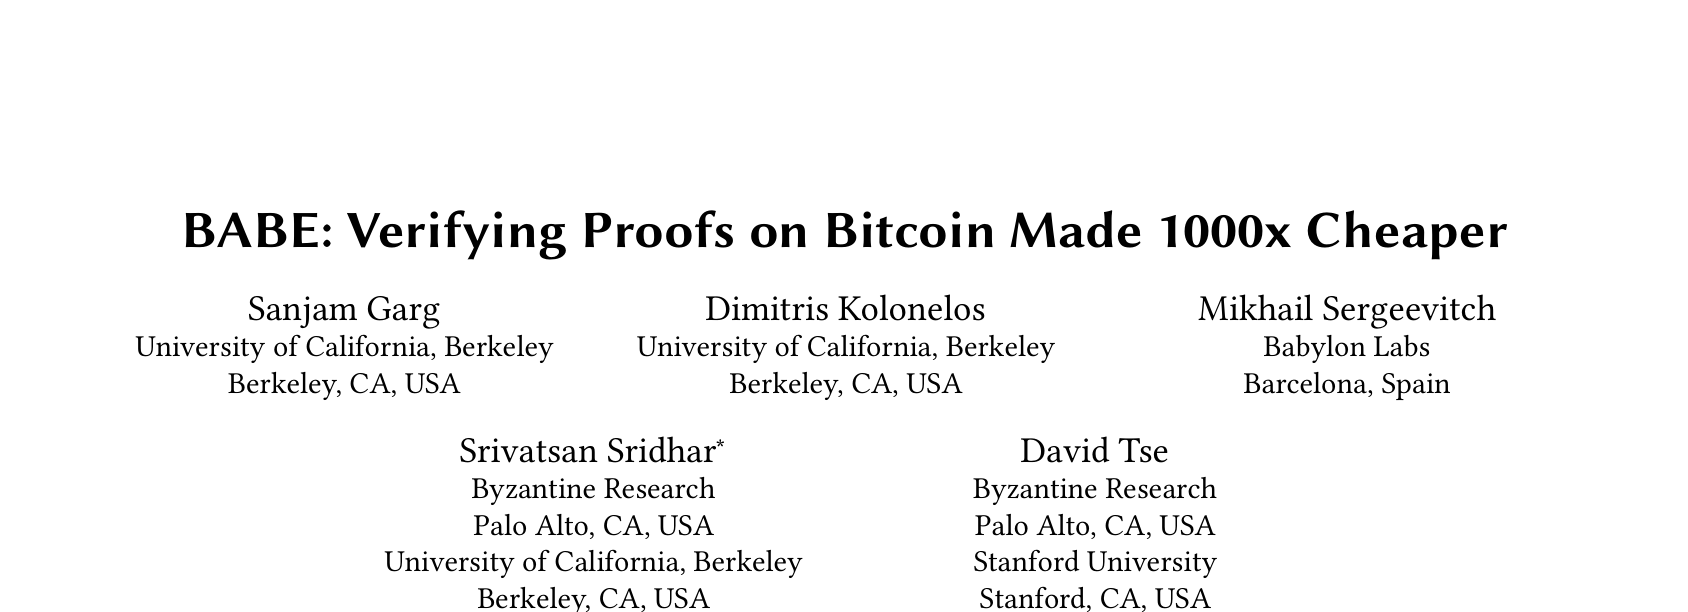 BABE: Verifying Proofs on Bitcoin Made 1000x Cheaper
Sanjam Garg
University of California, Berkeley
Berkeley, CA, USA
Dimitris Kolonelos
University of California, Berkeley
Berkeley, CA, USA
Mikhail Sergeevitch
Babylon Labs
Barcelona, Spain
Srivatsan Sridhar*
Byzantine Research
Palo Alto, CA, USA
University of California, Berkeley
Berkeley, CA, USA
David Tse
Byzantine Research
Palo Alto, CA, USA
Stanford University
Stanford, CA, USA